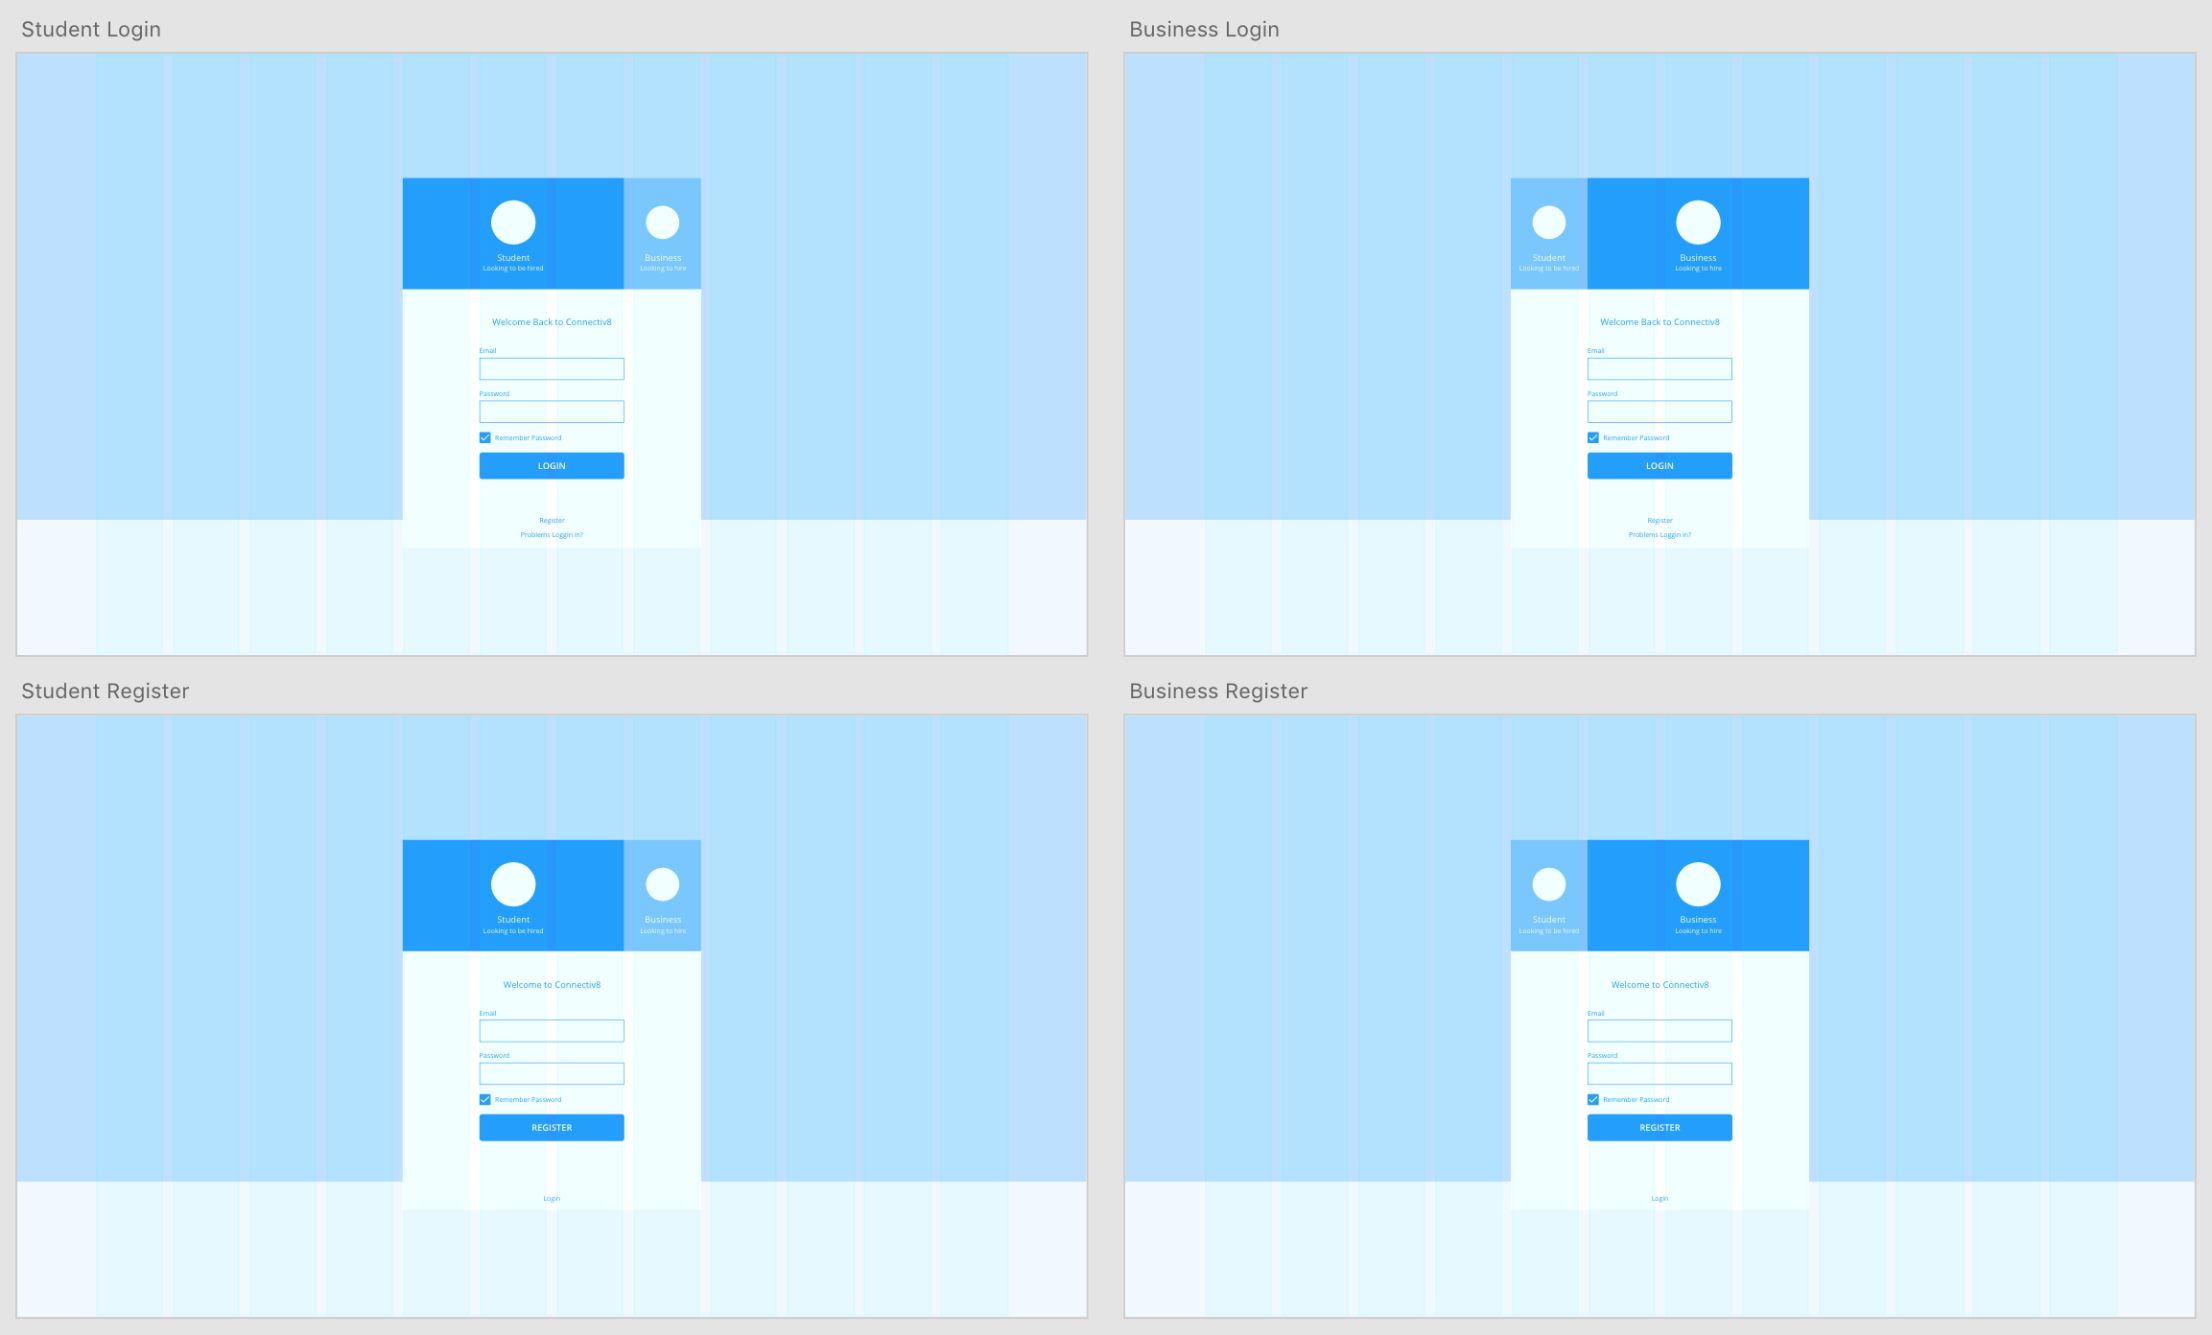 Student Login
Student
Looking to be hired
Business
Looking to hire
Welcome Back to Connectiv8
Email
Password
Remember Password
LOGIN
Register
Problems Loggin in?
Business Login
Student
Looking to be hired
Business
Looking to hire
Welcome Back to Connectiv8
Email
Password
Remember Password
LOGIN
Register
Problems Loggin in?
Student Register
Student
Looking to be hired
Business
Looking to hire
Welcome to Connectiv8
Email
Password
Remember Password
REGISTER
Login
Business Register
Student
Looking to be hired
Business
Looking to hire
Welcome to Connectiv8
Email
Password
Remember Password
REGISTER
Login